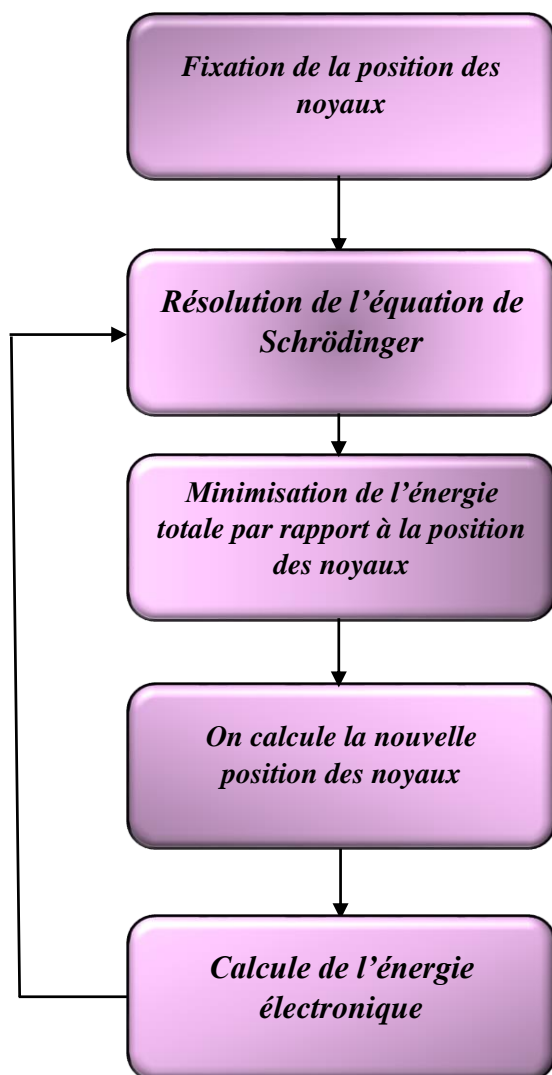 Fixation de la position des
noyaux
Résolution de l’équation de
Schrödinger
Minimisation de l’énergie
totale par rapport à la position
des noyaux
On calcule la nouvelle
position des noyaux
Calcule de l’énergie
électronique